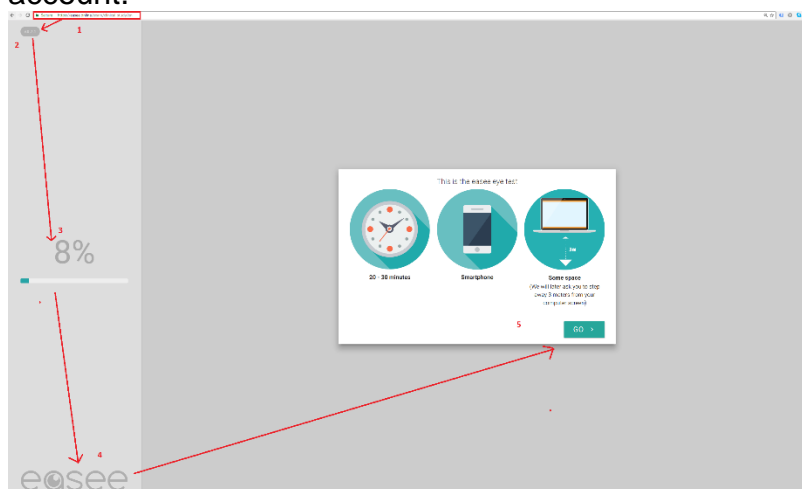 account.
1
2
3
8%
This is the easee eye test
20 - 30 minutes
Smartphone
Some space
(We will later ask you to step
away 3 meters from your
computer screen)
5
GO >
4
easee